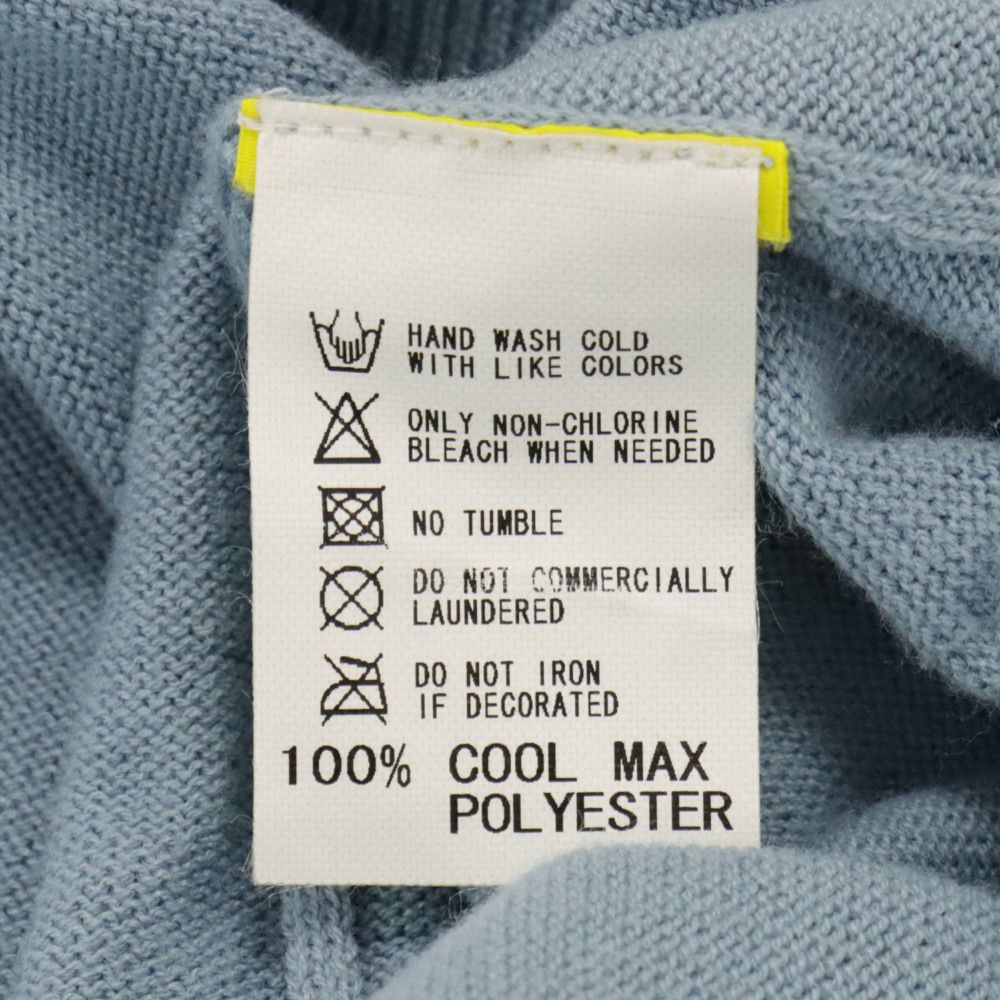 HAND WASH COLD
WITH LIKE COLORS
ONLY NON-CHLORINE
BLEACH WHEN NEEDED
NO TUMBLE
DO NOT COMMERCIALLY
LAUNDERED
DO NOT IRON
IF DECORATED
100% COOL MAX
POLYESTER